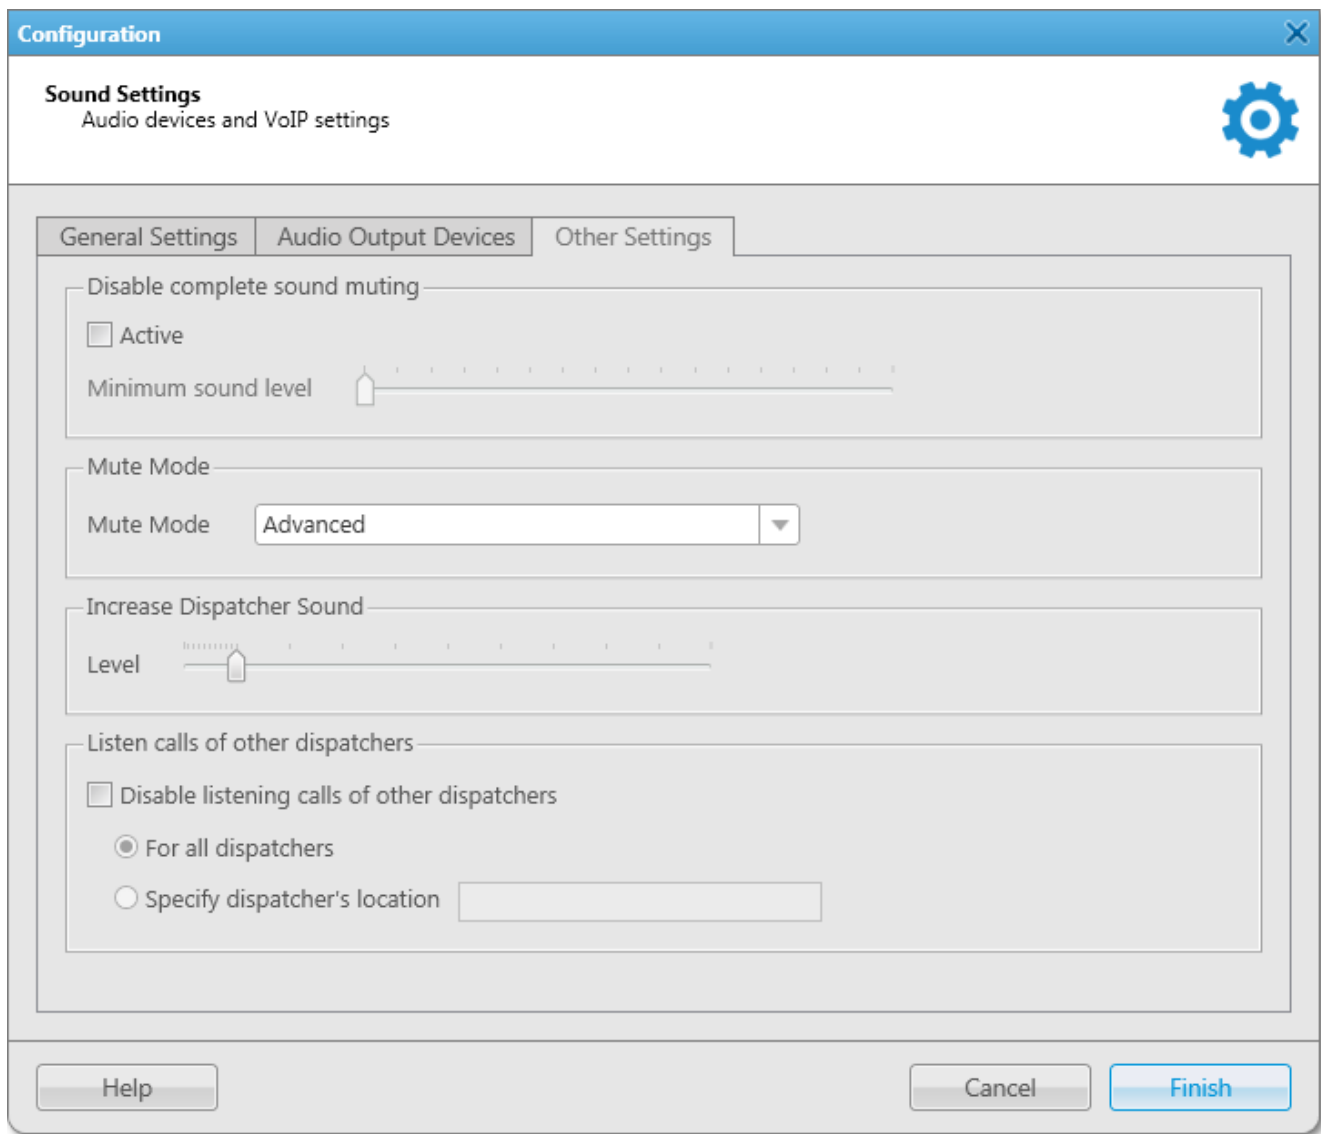 Configuration
Sound Settings
Audio devices and VoIP settings
General Settings
Audio Output Devices
Other Settings
Disable complete sound muting
Active
Minimum sound level
Mute Mode
Mute Mode
Advanced
Increase Dispatcher Sound
Level
Listen calls of other dispatchers
Disable listening calls of other dispatchers
For all dispatchers
Specify dispatcher's location
Help
Cancel
Finish